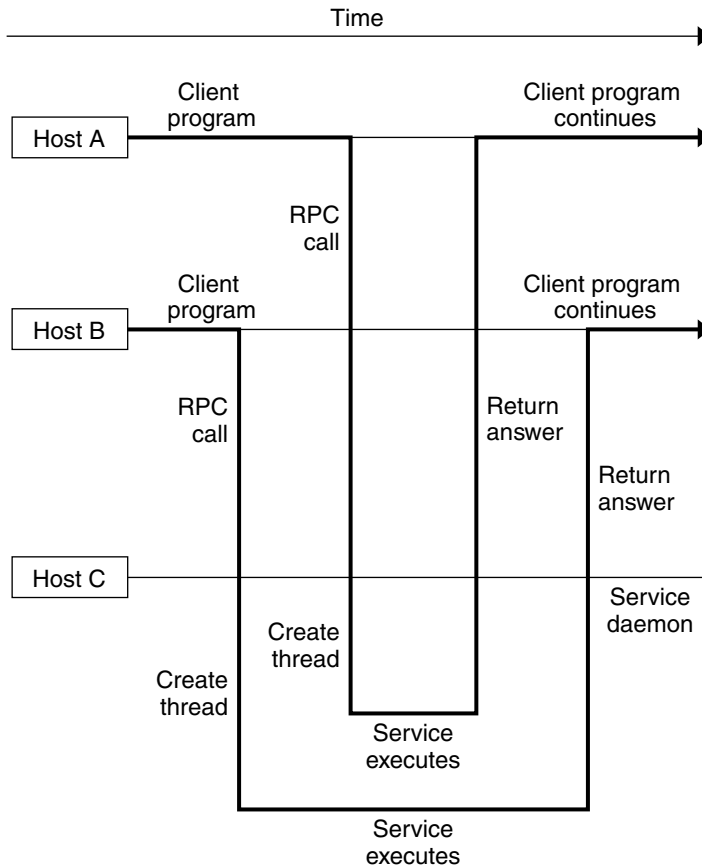 Time
Client
program
Client program
continues
Host A
RPC
call
Client
program
Client program
continues
Host B
RPC
call
Return
answer
Return
answer
Host C
Service
daemon
Create
thread
Create
thread
Service
executes
Service
executes